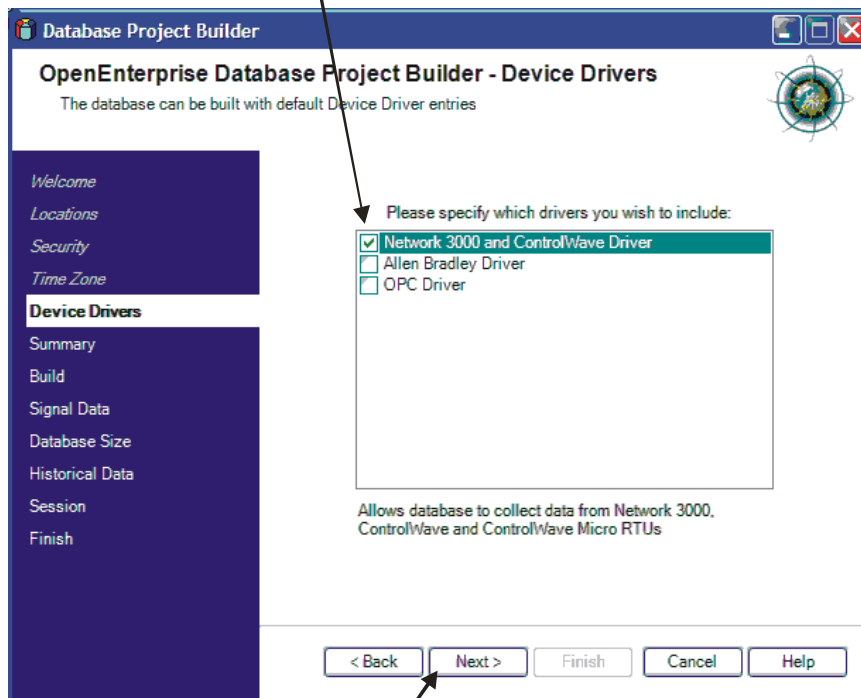 Database Project Builder
OpenEnterprise Database Project Builder - Device Drivers
The database can be built with default Device Driver entries
Welcome
Locations
Security
Time Zone
Device Drivers
Summary
Build
Signal Data
Database Size
Historical Data
Session
Finish
Please specify which drivers you wish to include:
Network 3000 and ControlWave Driver
Allen Bradley Driver
OPC Driver
Allows database to collect data from Network 3000,
ControlWave and ControlWave Micro RTUs
< Back Next > Finish Cancel Help